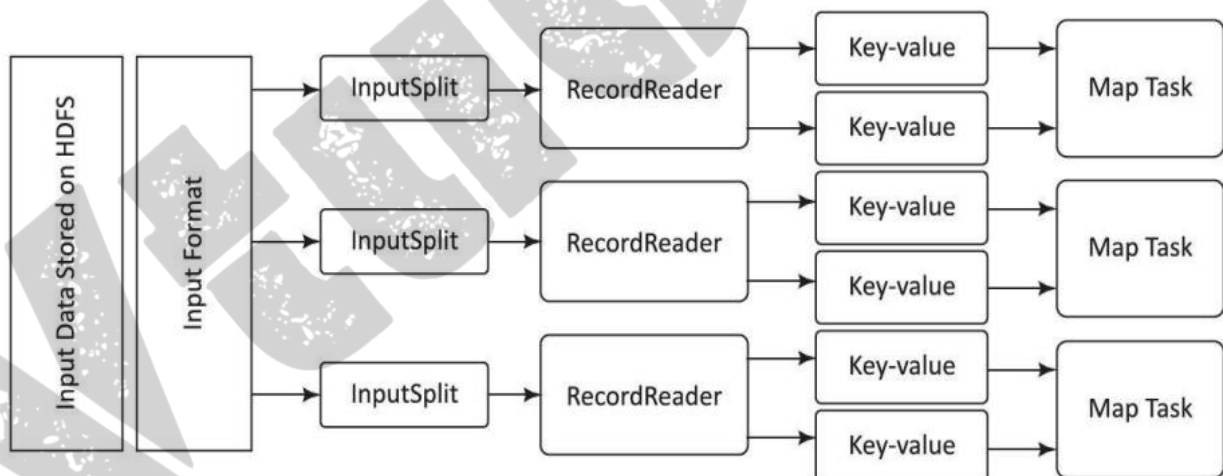 Input Data Stored on HDFS
Input Format
InputSplit
RecordReader
Key-value
Key-value
Map Task
InputSplit
RecordReader
Key-value
Key-value
Map Task
InputSplit
RecordReader
Key-value
Key-value
Map Task